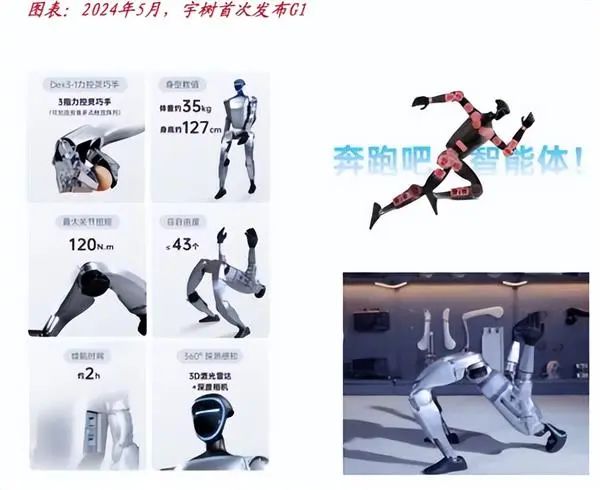 图表：2024年5月，宇树首次发布G1
Dex3-1力控灵巧手
3指力控灵巧手
身型数值
体重约35kg
身高约127cm
奔跑吧 智能体！
最大关节扭矩
120N.m
总自由度
≤43个
续航时间
约2h
360°探测感知
3D激光雷达
+深度相机